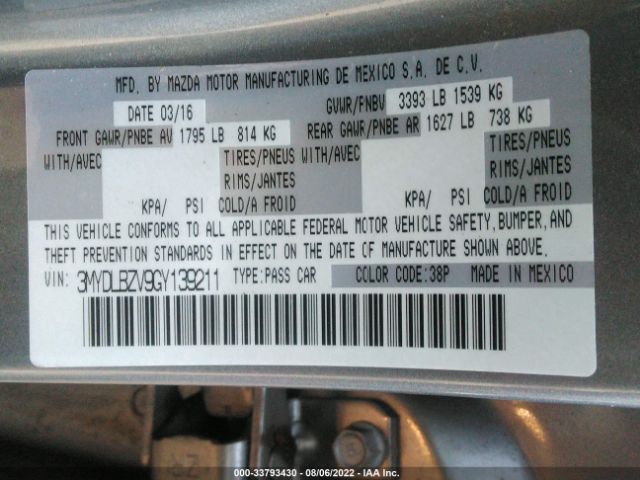 MFD. BY MAZDA MOTOR MANUFACTURING DE MEXICO S.A. DE C.V.
DATE 03/16 GVWR/PNBV 3393 LB 1539 KG
FRONT GAWR/PNBE AV 1795 LB 814 KG REAR GAWR/PNBE AR 1627 LB 738 KG
WITH/AVEC TIRES/PNEUS WITH/AVEC TIRES/PNEUS
RIMS/JANTES RIMS/JANTES
KPA/ PSI COLD/A FROID KPA/ PSI COLD/A FROID
THIS VEHICLE CONFORMS TO ALL APPLICABLE FEDERAL MOTOR VEHICLE SAFETY, BUMPER, AND
THEFT PREVENTION STANDARDS IN EFFECT ON THE DATE OF MANUFACTURE SHOWN ABOVE.
VIN: 3MYDLBZV9GY139211 TYPE:PASS CAR COLOR CODE:38P MADE IN MEXICO
000-33793430 - 08/06/2022 - IAA Inc.